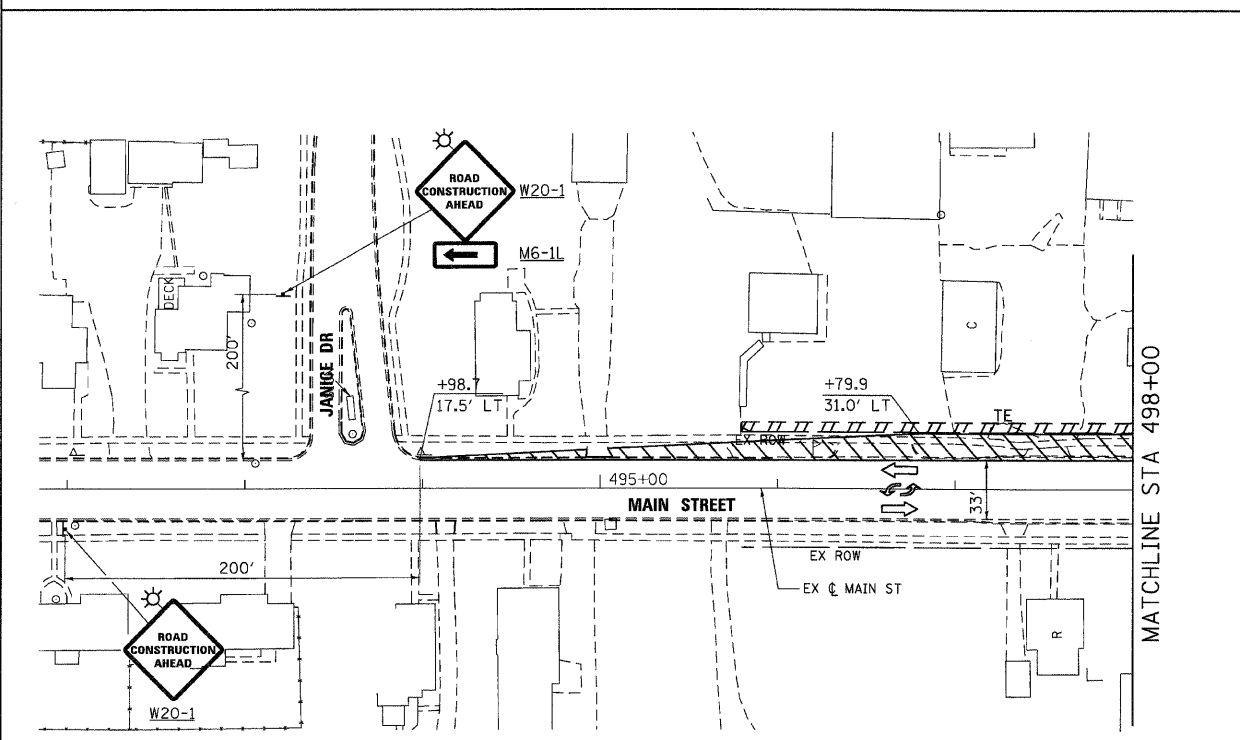 ROAD
CONSTRUCTION
AHEAD
W20-1
M6-1L
DECK
200'
JANICE DR
+98.7
17.5' LT
C
+79.9
31.0' LT
TE
EX ROW
495+00
MAIN STREET
33'
MATCHLINE STA 498+00
200'
EX ROW
EX ℄ MAIN ST
R
ROAD
CONSTRUCTION
AHEAD
W20-1